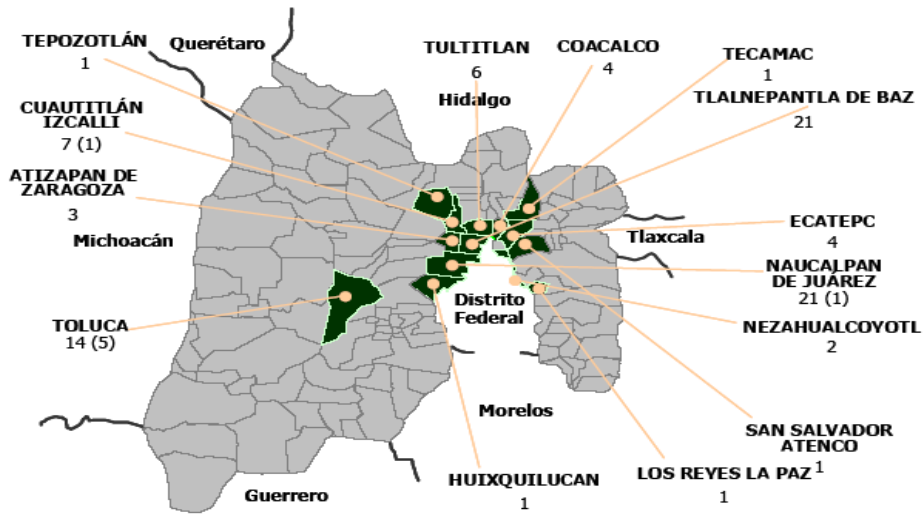 TEPOZOTLÁN
1
Querétaro
TULTITLAN
6
COACALCO
4
TECAMAC
1
Hidalgo
TLALNEPANTLA DE BAZ
21
CUAUTITLÁN
IZCALLI
7 (1)
ATIZAPAN DE
ZARAGOZA
3
Michoacán
Tlaxcala
ECATEPC
4
NAUCALPAN
DE JUÁREZ
21 (1)
Distrito
Federal
TOLUCA
14 (5)
NEZAHUALCOYOTL
2
Morelos
SAN SALVADOR
ATENCO
1
HUIXQUILUCAN
1
LOS REYES LA PAZ
1
Guerrero